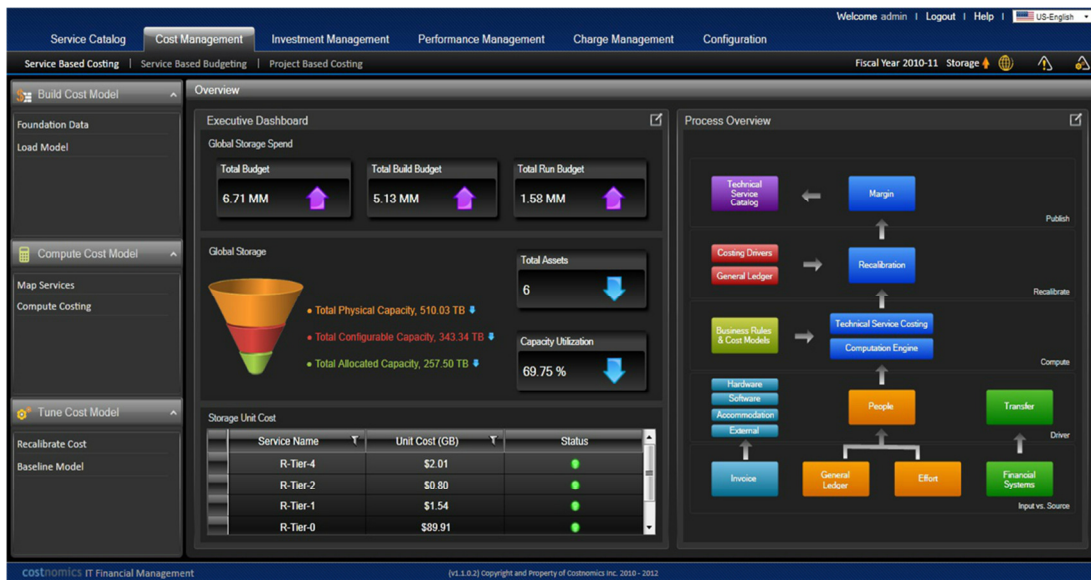 Welcome admin | Logout | Help | US-English
Service Catalog Cost Management Investment Management Performance Management Charge Management Configuration
Service Based Costing | Service Based Budgeting | Project Based Costing Fiscal Year 2010-11 Storage
Build Cost Model
Foundation Data
Load Model
Compute Cost Model
Map Services
Compute Costing
Tune Cost Model
Recalibrate Cost
Baseline Model
Overview
Executive Dashboard
Global Storage Spend
Total Budget
6.71 MM
Total Build Budget
5.13 MM
Total Run Budget
1.58 MM
Global Storage
• Total Physical Capacity, 510.03 TB
• Total Configurable Capacity, 343.34 TB
• Total Allocated Capacity, 257.50 TB
Total Assets
6
Capacity Utilization
69.75 %
Storage Unit Cost
Service Name Unit Cost (GB) Status
R-Tier-4 $2.01
R-Tier-2 $0.80
R-Tier-1 $1.54
R-Tier-0 $89.91
Process Overview
Technical
Service
Catalog
Margin
Publish
Costing Drivers
General Ledger
Recalibration
Recalibrate
Business Rules
& Cost Models
Technical Service Costing
Computation Engine
Compute
Hardware
Software
Accommodation
External
People
Transfer
Driver
Invoice
General
Ledger
Effort
Financial
Systems
Input vs. Source
costnomics IT Financial Management
(v1.1.0.2) Copyright and Property of Costnomics Inc. 2010 - 2012